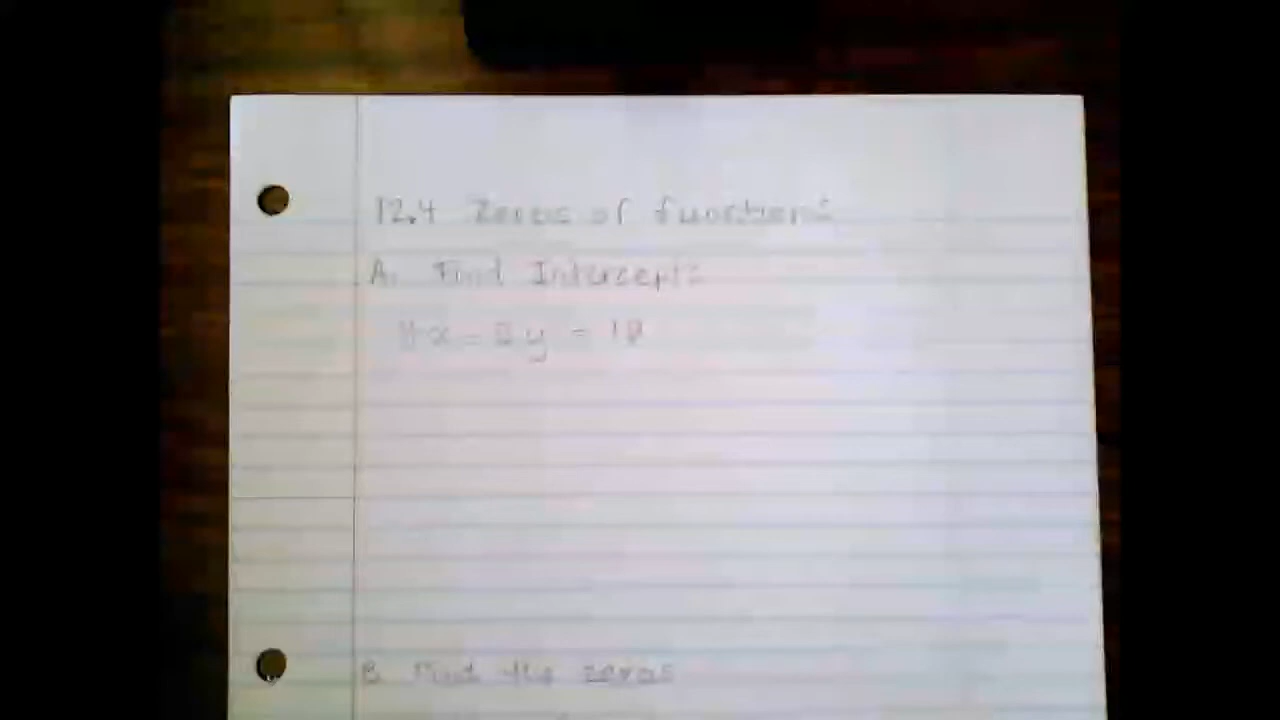 12.4 Zeros of functions
A. Find Intercepts
= 
B. Find the zeros